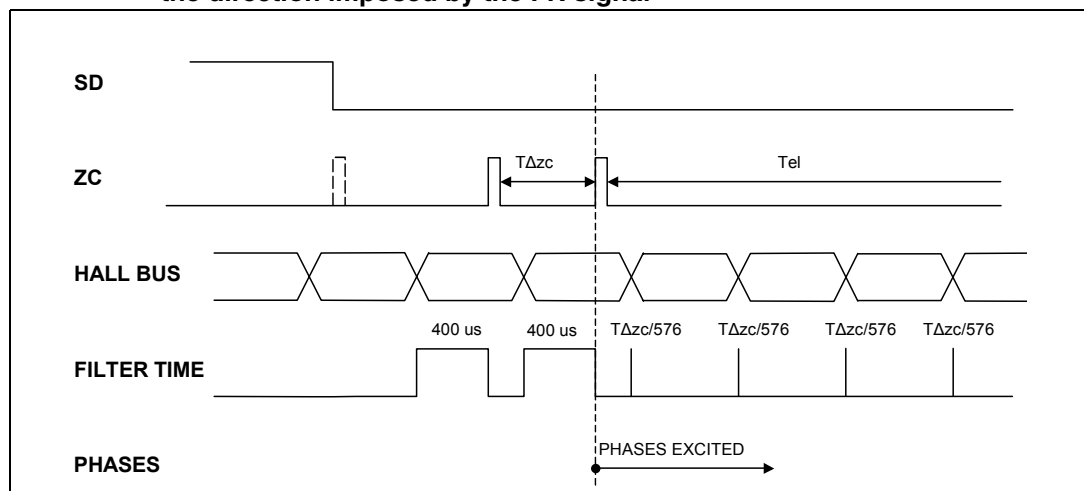 the direction imposed by the FR signal
SD
ZC
TΔzc
Tel
HALL BUS
400 us
400 us
TΔzc/576
TΔzc/576
TΔzc/576
TΔzc/576
FILTER TIME
PHASES
PHASES EXCITED